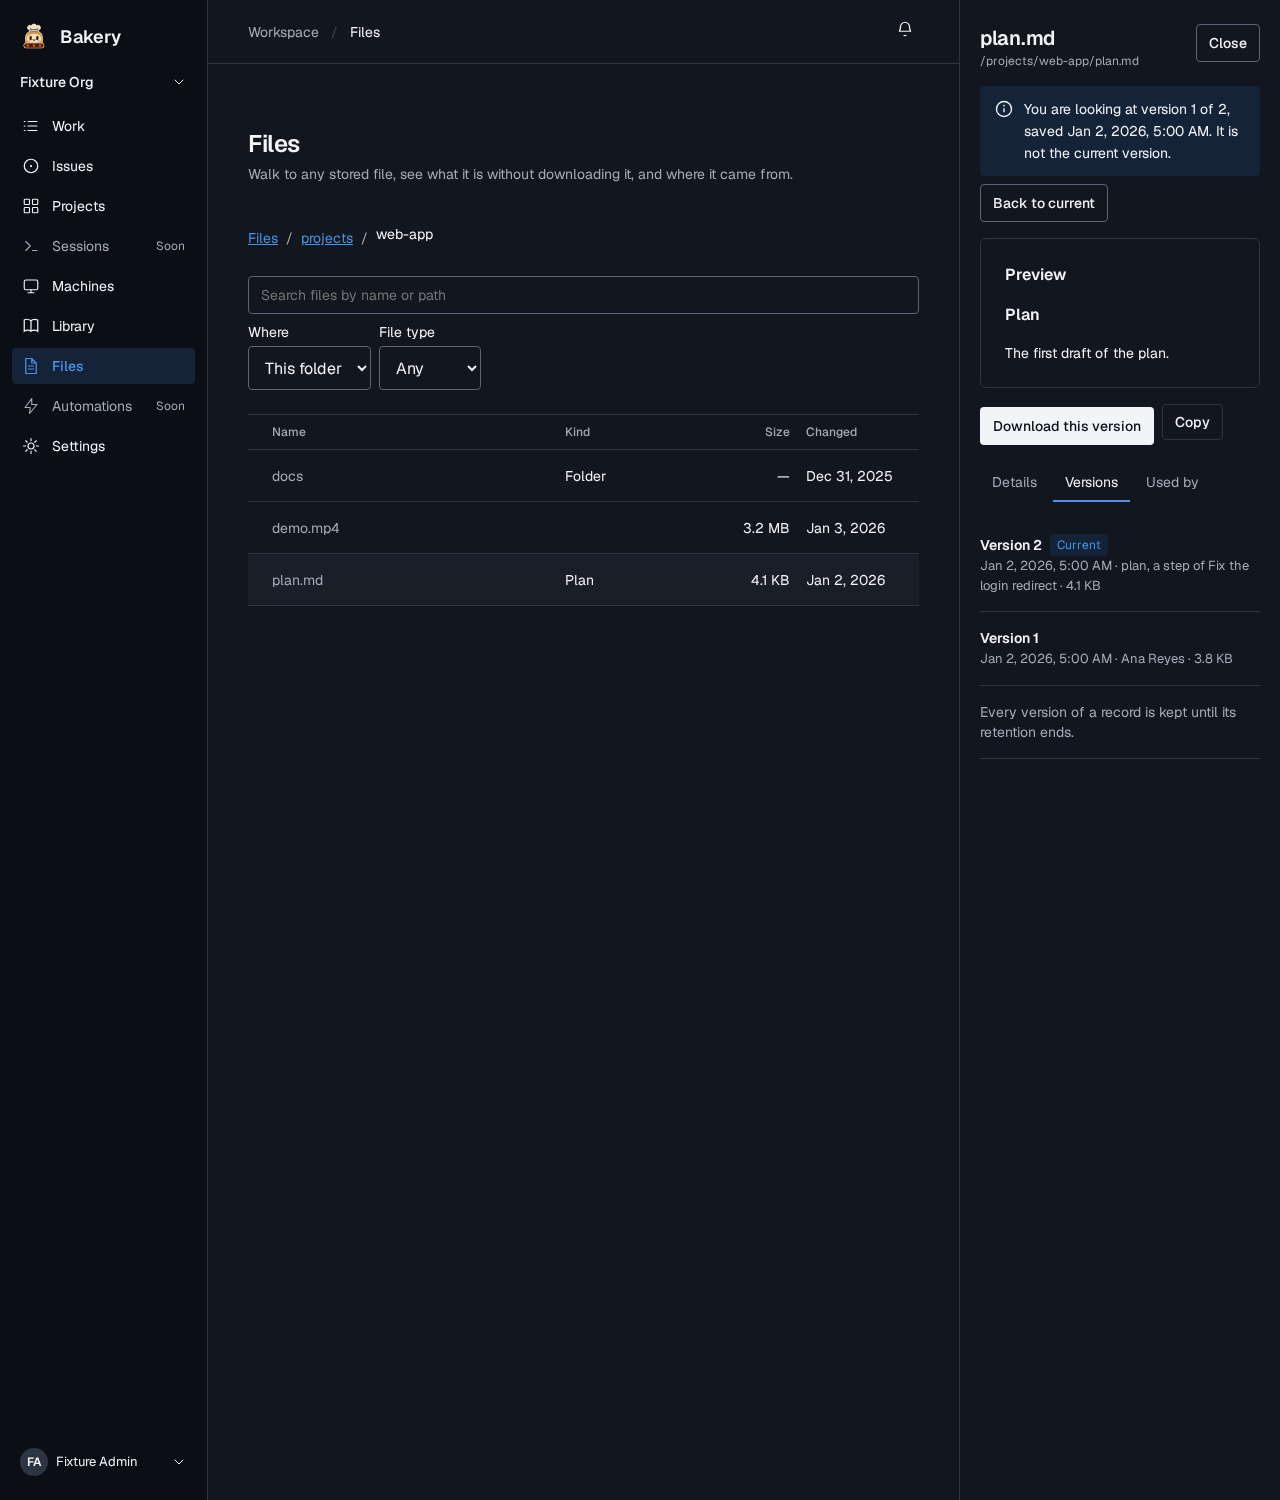 Bakery
Fixture Org
Work
Issues
Projects
Sessions Soon
Machines
Library
Files
Automations Soon
Settings
FA Fixture Admin
Workspace / Files
Files
Walk to any stored file, see what it is without downloading it, and where it came from.
Files / projects / web-app
Search files by name or path
Where File type
This folder Any
Name Kind Size Changed
docs Folder — Dec 31, 2025
demo.mp4 3.2 MB Jan 3, 2026
plan.md Plan 4.1 KB Jan 2, 2026
plan.md
/projects/web-app/plan.md
Close
You are looking at version 1 of 2,
saved Jan 2, 2026, 5:00 AM. It is
not the current version.
Back to current
Preview
Plan
The first draft of the plan.
Download this version Copy
Details Versions Used by
Version 2 Current
Jan 2, 2026, 5:00 AM · plan, a step of Fix the
login redirect · 4.1 KB
Version 1
Jan 2, 2026, 5:00 AM · Ana Reyes · 3.8 KB
Every version of a record is kept until its
retention ends.